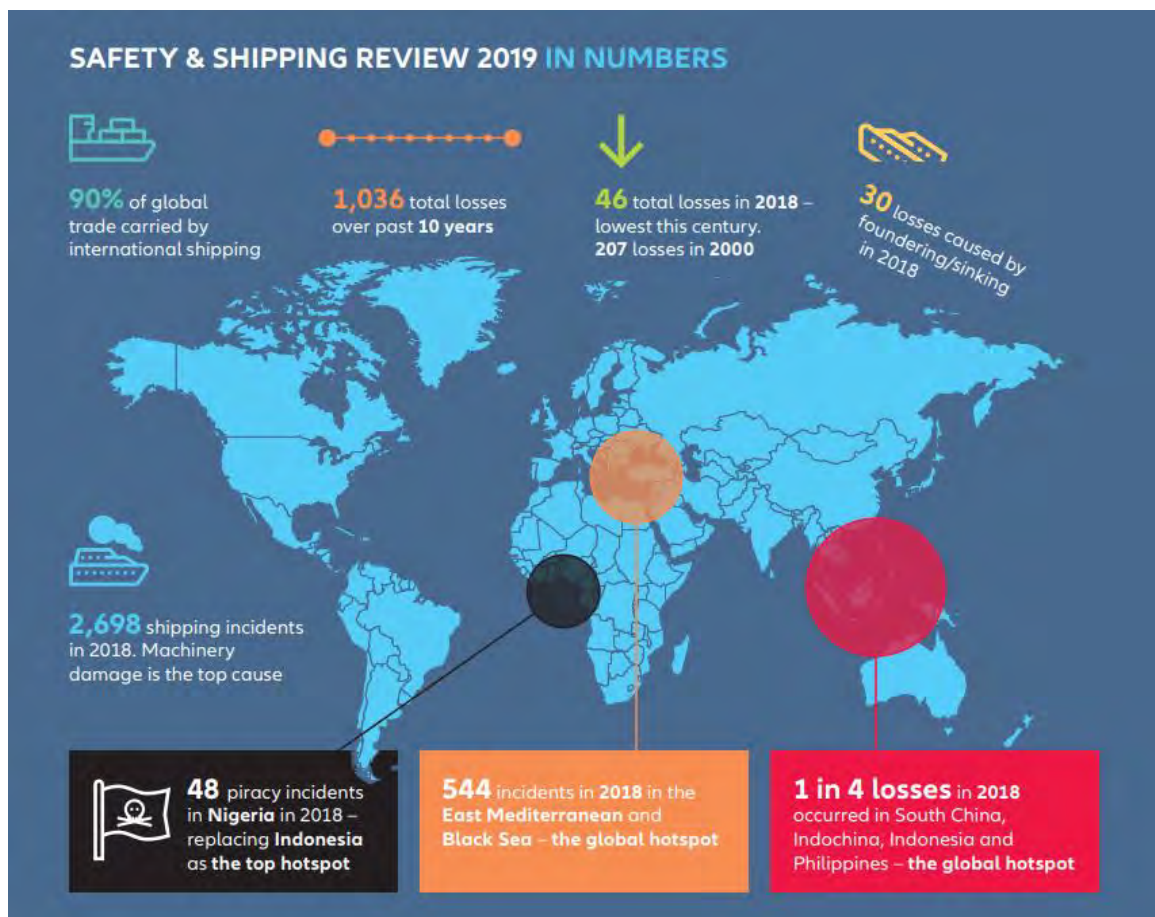 SAFETY & SHIPPING REVIEW 2019 IN NUMBERS
90% of global
trade carried by
international shipping
1,036 total losses
over past 10 years
46 total losses in 2018 –
lowest this century.
207 losses in 2000
30 losses caused by
foundering/sinking
in 2018
2,698 shipping incidents
in 2018. Machinery
damage is the top cause
48 piracy incidents
in Nigeria in 2018 –
replacing Indonesia
as the top hotspot
544 incidents in 2018 in the
East Mediterranean and
Black Sea – the global hotspot
1 in 4 losses in 2018
occurred in South China,
Indochina, Indonesia and
Philippines – the global hotspot